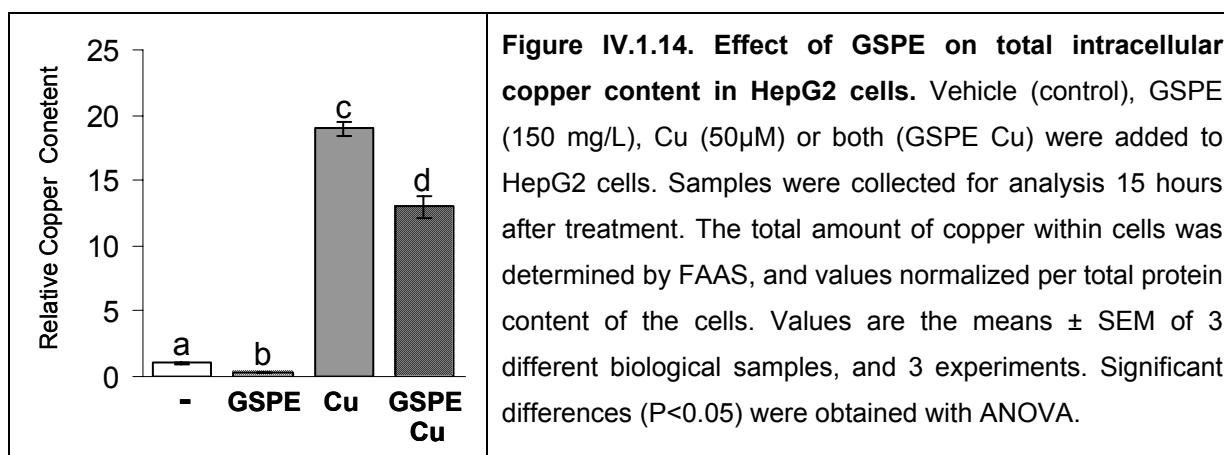 25
20
15
10
5
0
Relative Copper Conetent
a
b
c
d
-
GSPE
Cu
GSPE
Cu
Figure IV.1.14. Effect of GSPE on total intracellular
copper content in HepG2 cells. Vehicle (control), GSPE
(150 mg/L), Cu (50µM) or both (GSPE Cu) were added to
HepG2 cells. Samples were collected for analysis 15 hours
after treatment. The total amount of copper within cells was
determined by FAAS, and values normalized per total protein
content of the cells. Values are the means ± SEM of 3
different biological samples, and 3 experiments. Significant
differences (P<0.05) were obtained with ANOVA.